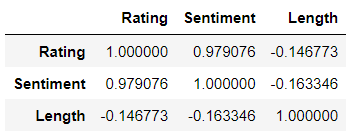 Rating Sentiment Length
Rating 1.000000 0.979076 -0.146773
Sentiment 0.979076 1.000000 -0.163346
Length -0.146773 -0.163346 1.000000